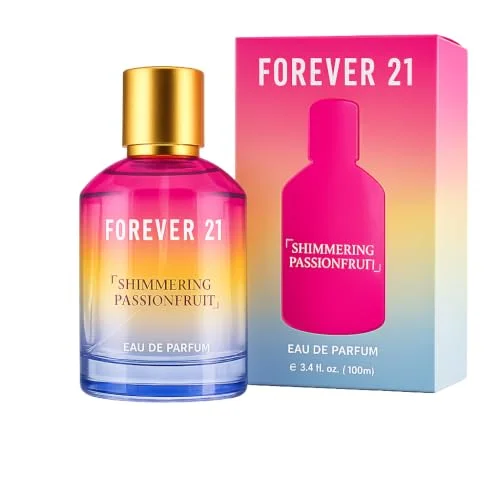 FOREVER 21
「SHIMMERING
PASSIONFRUIT」
EAU DE PARFUM
FOREVER 21
「SHIMMERING
PASSIONFRUIT」
EAU DE PARFUM
e 3.4 fl. oz. (100m)